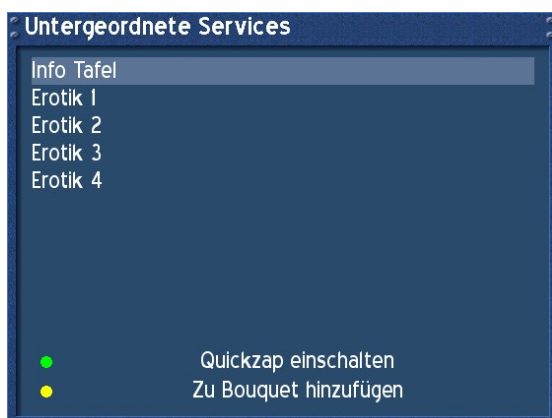 Untergeordnete Services
Info Tafel
Erotik 1
Erotik 2
Erotik 3
Erotik 4
Quickzap einschalten
Zu Bouquet hinzufügen